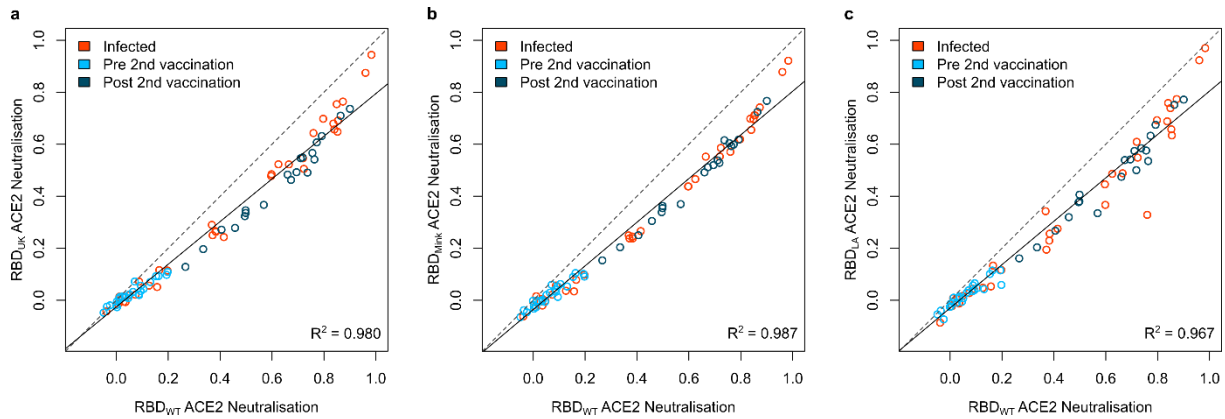 a
Infected
Pre 2nd vaccination
Post 2nd vaccination
RBD_UK ACE2 Neutralisation
1.0
0.8
0.6
0.4
0.2
0.0
R² = 0.980
0.0 0.2 0.4 0.6 0.8 1.0
RBD_WT ACE2 Neutralisation
b
Infected
Pre 2nd vaccination
Post 2nd vaccination
RBD_Mink ACE2 Neutralisation
1.0
0.8
0.6
0.4
0.2
0.0
R² = 0.987
0.0 0.2 0.4 0.6 0.8 1.0
RBD_WT ACE2 Neutralisation
c
Infected
Pre 2nd vaccination
Post 2nd vaccination
RBD_LA ACE2 Neutralisation
1.0
0.8
0.6
0.4
0.2
0.0
R² = 0.967
0.0 0.2 0.4 0.6 0.8 1.0
RBD_WT ACE2 Neutralisation